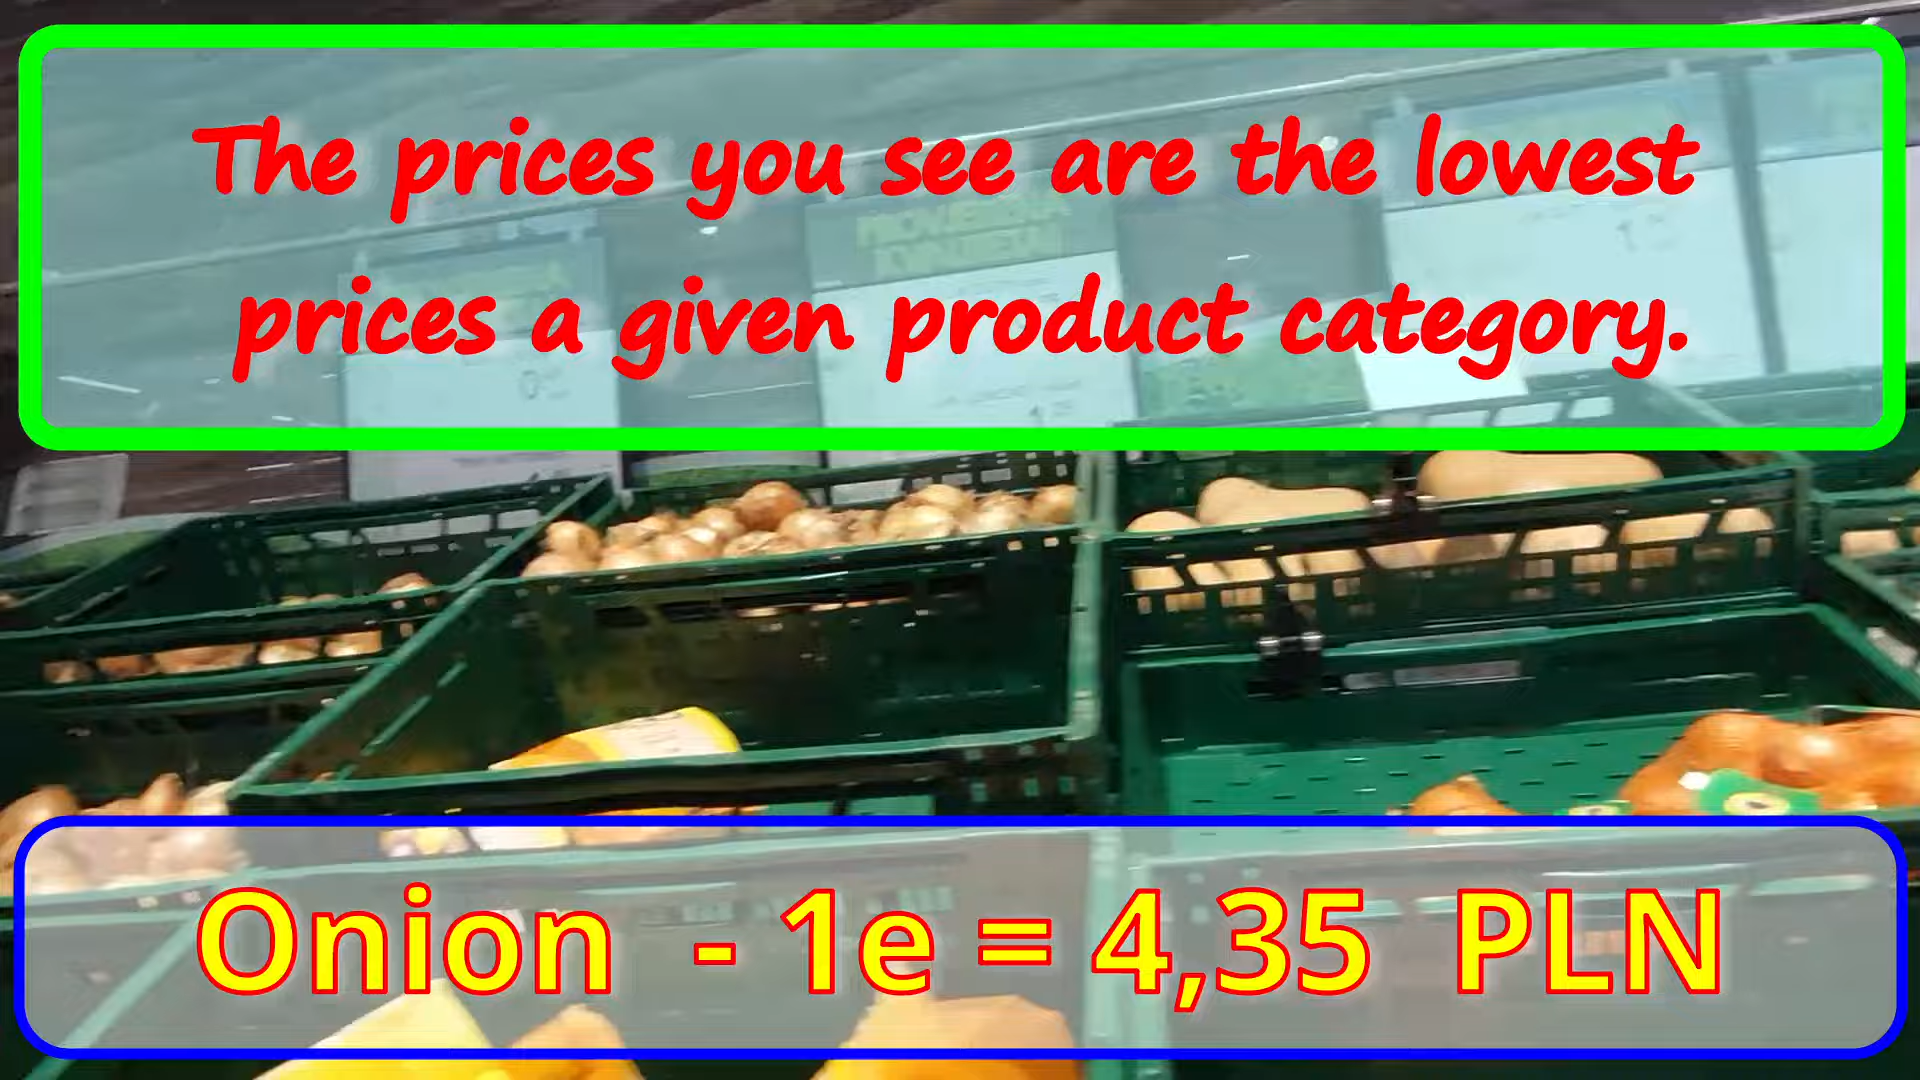 The prices you see are the lowest
prices a given product category.
Onion - 1e = 4,35 PLN